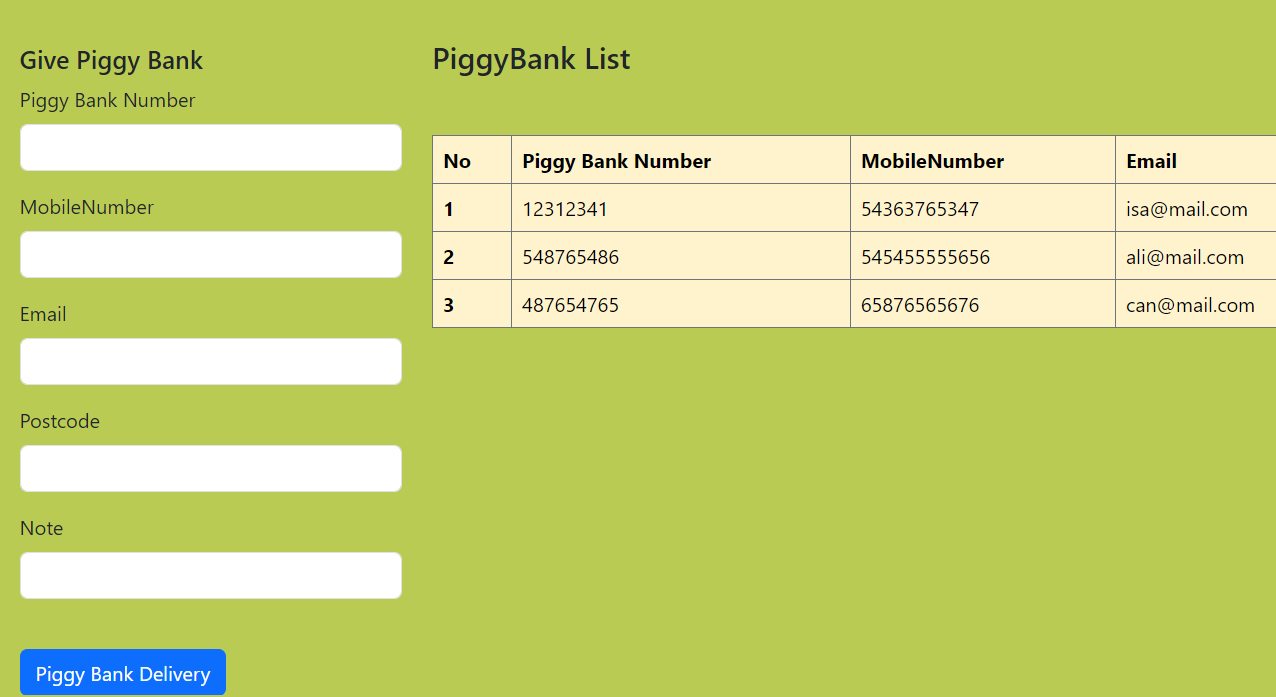 Give Piggy Bank
Piggy Bank Number
MobileNumber
Email
Postcode
Note
Piggy Bank Delivery
PiggyBank List
No Piggy Bank Number MobileNumber Email
1 12312341 54363765347 isa@mail.com
2 548765486 545455555656 ali@mail.com
3 487654765 65876565676 can@mail.com